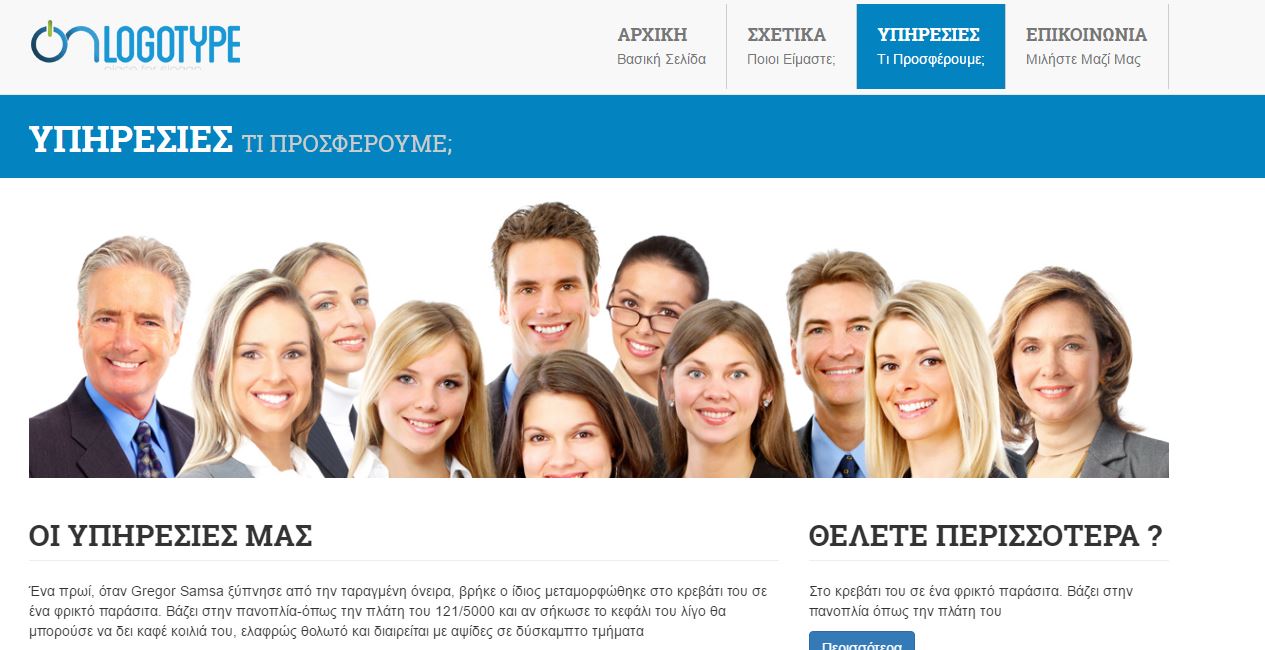 LOGOTYPE
place for slogan
ΑΡΧΙΚΗ
Βασική Σελίδα
ΣΧΕΤΙΚΑ
Ποιοι Είμαστε;
ΥΠΗΡΕΣΙΕΣ
Τι Προσφέρουμε;
ΕΠΙΚΟΙΝΩΝΙΑ
Μιλήστε Μαζί Μας
ΥΠΗΡΕΣΙΕΣ ΤΙ ΠΡΟΣΦΕΡΟΥΜΕ;
ΟΙ ΥΠΗΡΕΣΙΕΣ ΜΑΣ
Ένα πρωί, όταν Gregor Samsa ξύπνησε από την ταραγμένη όνειρα, βρήκε ο ίδιος μεταμορφώθηκε στο κρεβάτι του σε
ένα φρικτό παράσιτα. Βάζει στην πανοπλία-όπως την πλάτη του 121/5000 και αν σήκωσε το κεφάλι του λίγο θα
μπορούσε να δει καφέ κοιλιά του, ελαφρώς θολωτό και διαιρείται με αψίδες σε δύσκαμπτο τμήματα
ΘΕΛΕΤΕ ΠΕΡΙΣΣΟΤΕΡΑ ?
Στο κρεβάτι του σε ένα φρικτό παράσιτα. Βάζει στην
πανοπλία όπως την πλάτη του
Περισσότερα